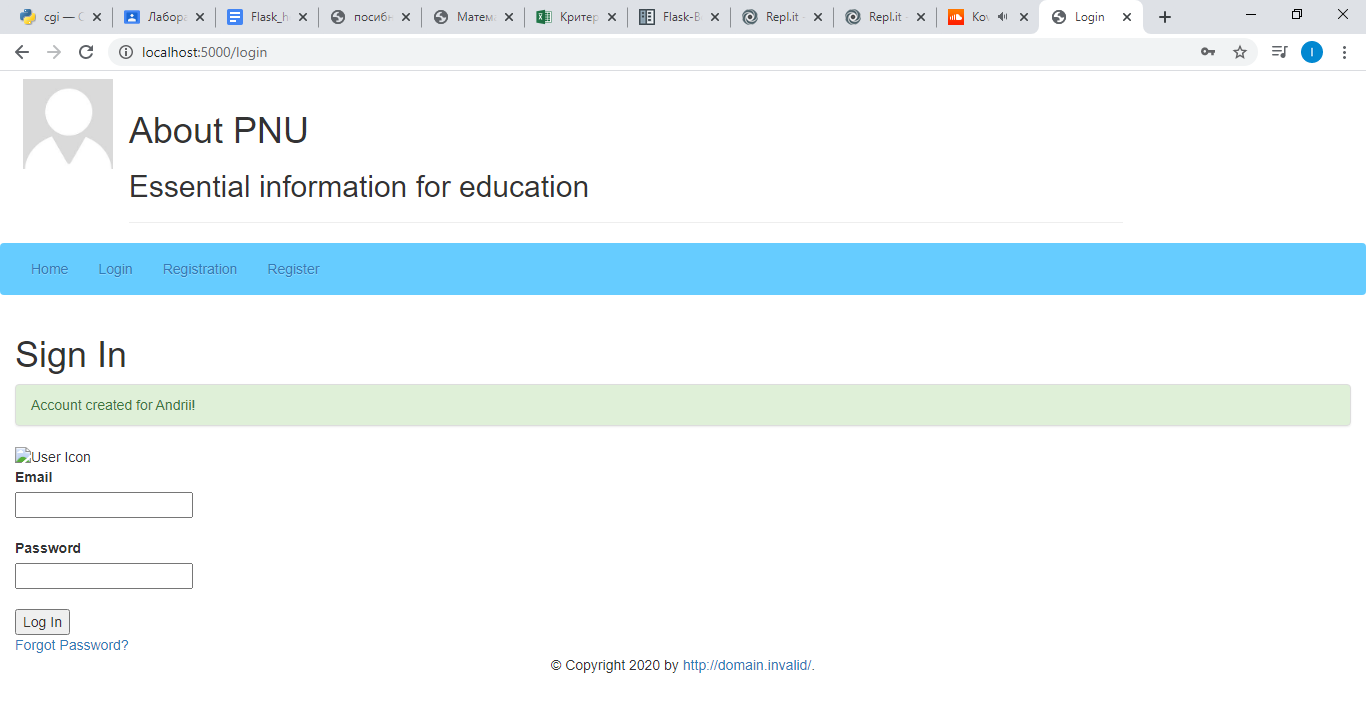 cgi — C
Лабора
Flask_h
посибн
Матема
Критер
Flask-B
Repl.it -
Repl.it -
Kov
Login
localhost:5000/login
I
About PNU
Essential information for education
Home Login Registration Register
Sign In
Account created for Andrii!
User Icon
Email
Password
Log In
Forgot Password?
© Copyright 2020 by http://domain.invalid/.